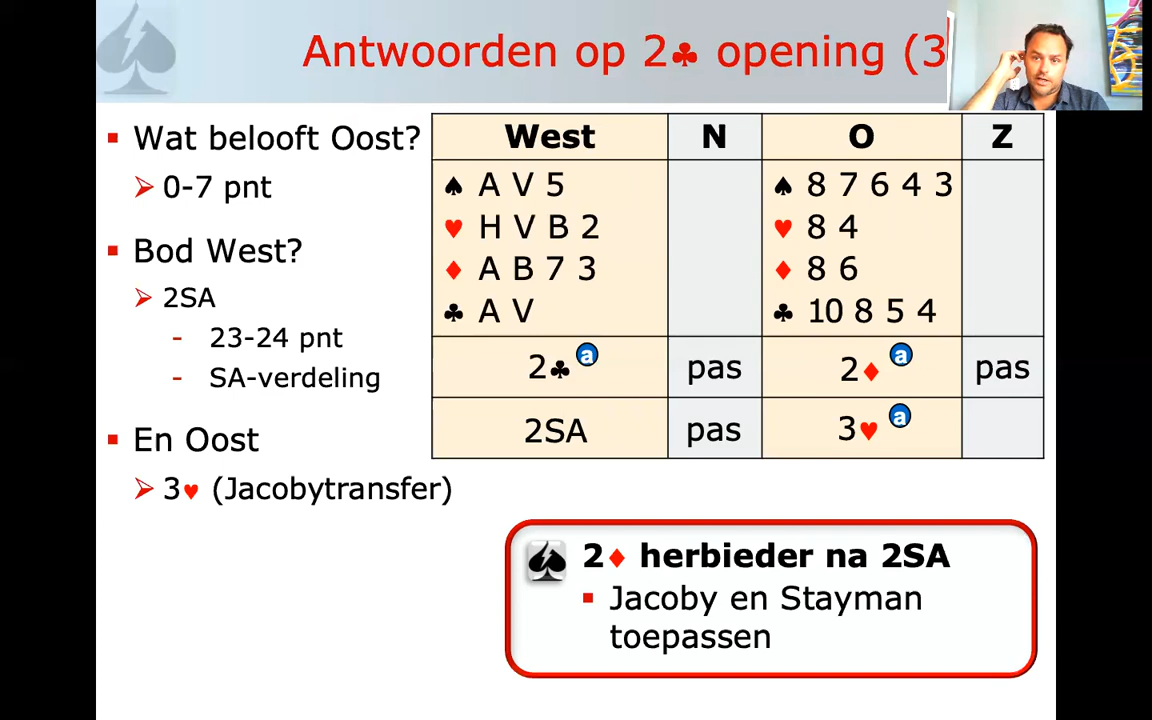 Antwoorden op 2♣ opening (3
▪ Wat belooft Oost?
➢ 0-7 pnt
▪ Bod West?
➢ 2SA
- 23-24 pnt
- SA-verdeling
▪ En Oost
➢ 3♥ (Jacobytransfer)
West N O Z
♠ A V 5 ♠ 8 7 6 4 3
♥ H V B 2 ♥ 8 4
♦ A B 7 3 ♦ 8 6
♣ A V ♣ 10 8 5 4
2♣ a pas 2♦ a pas
2SA pas 3♥ a
2♦ herbieder na 2SA
▪ Jacoby en Stayman
toepassen